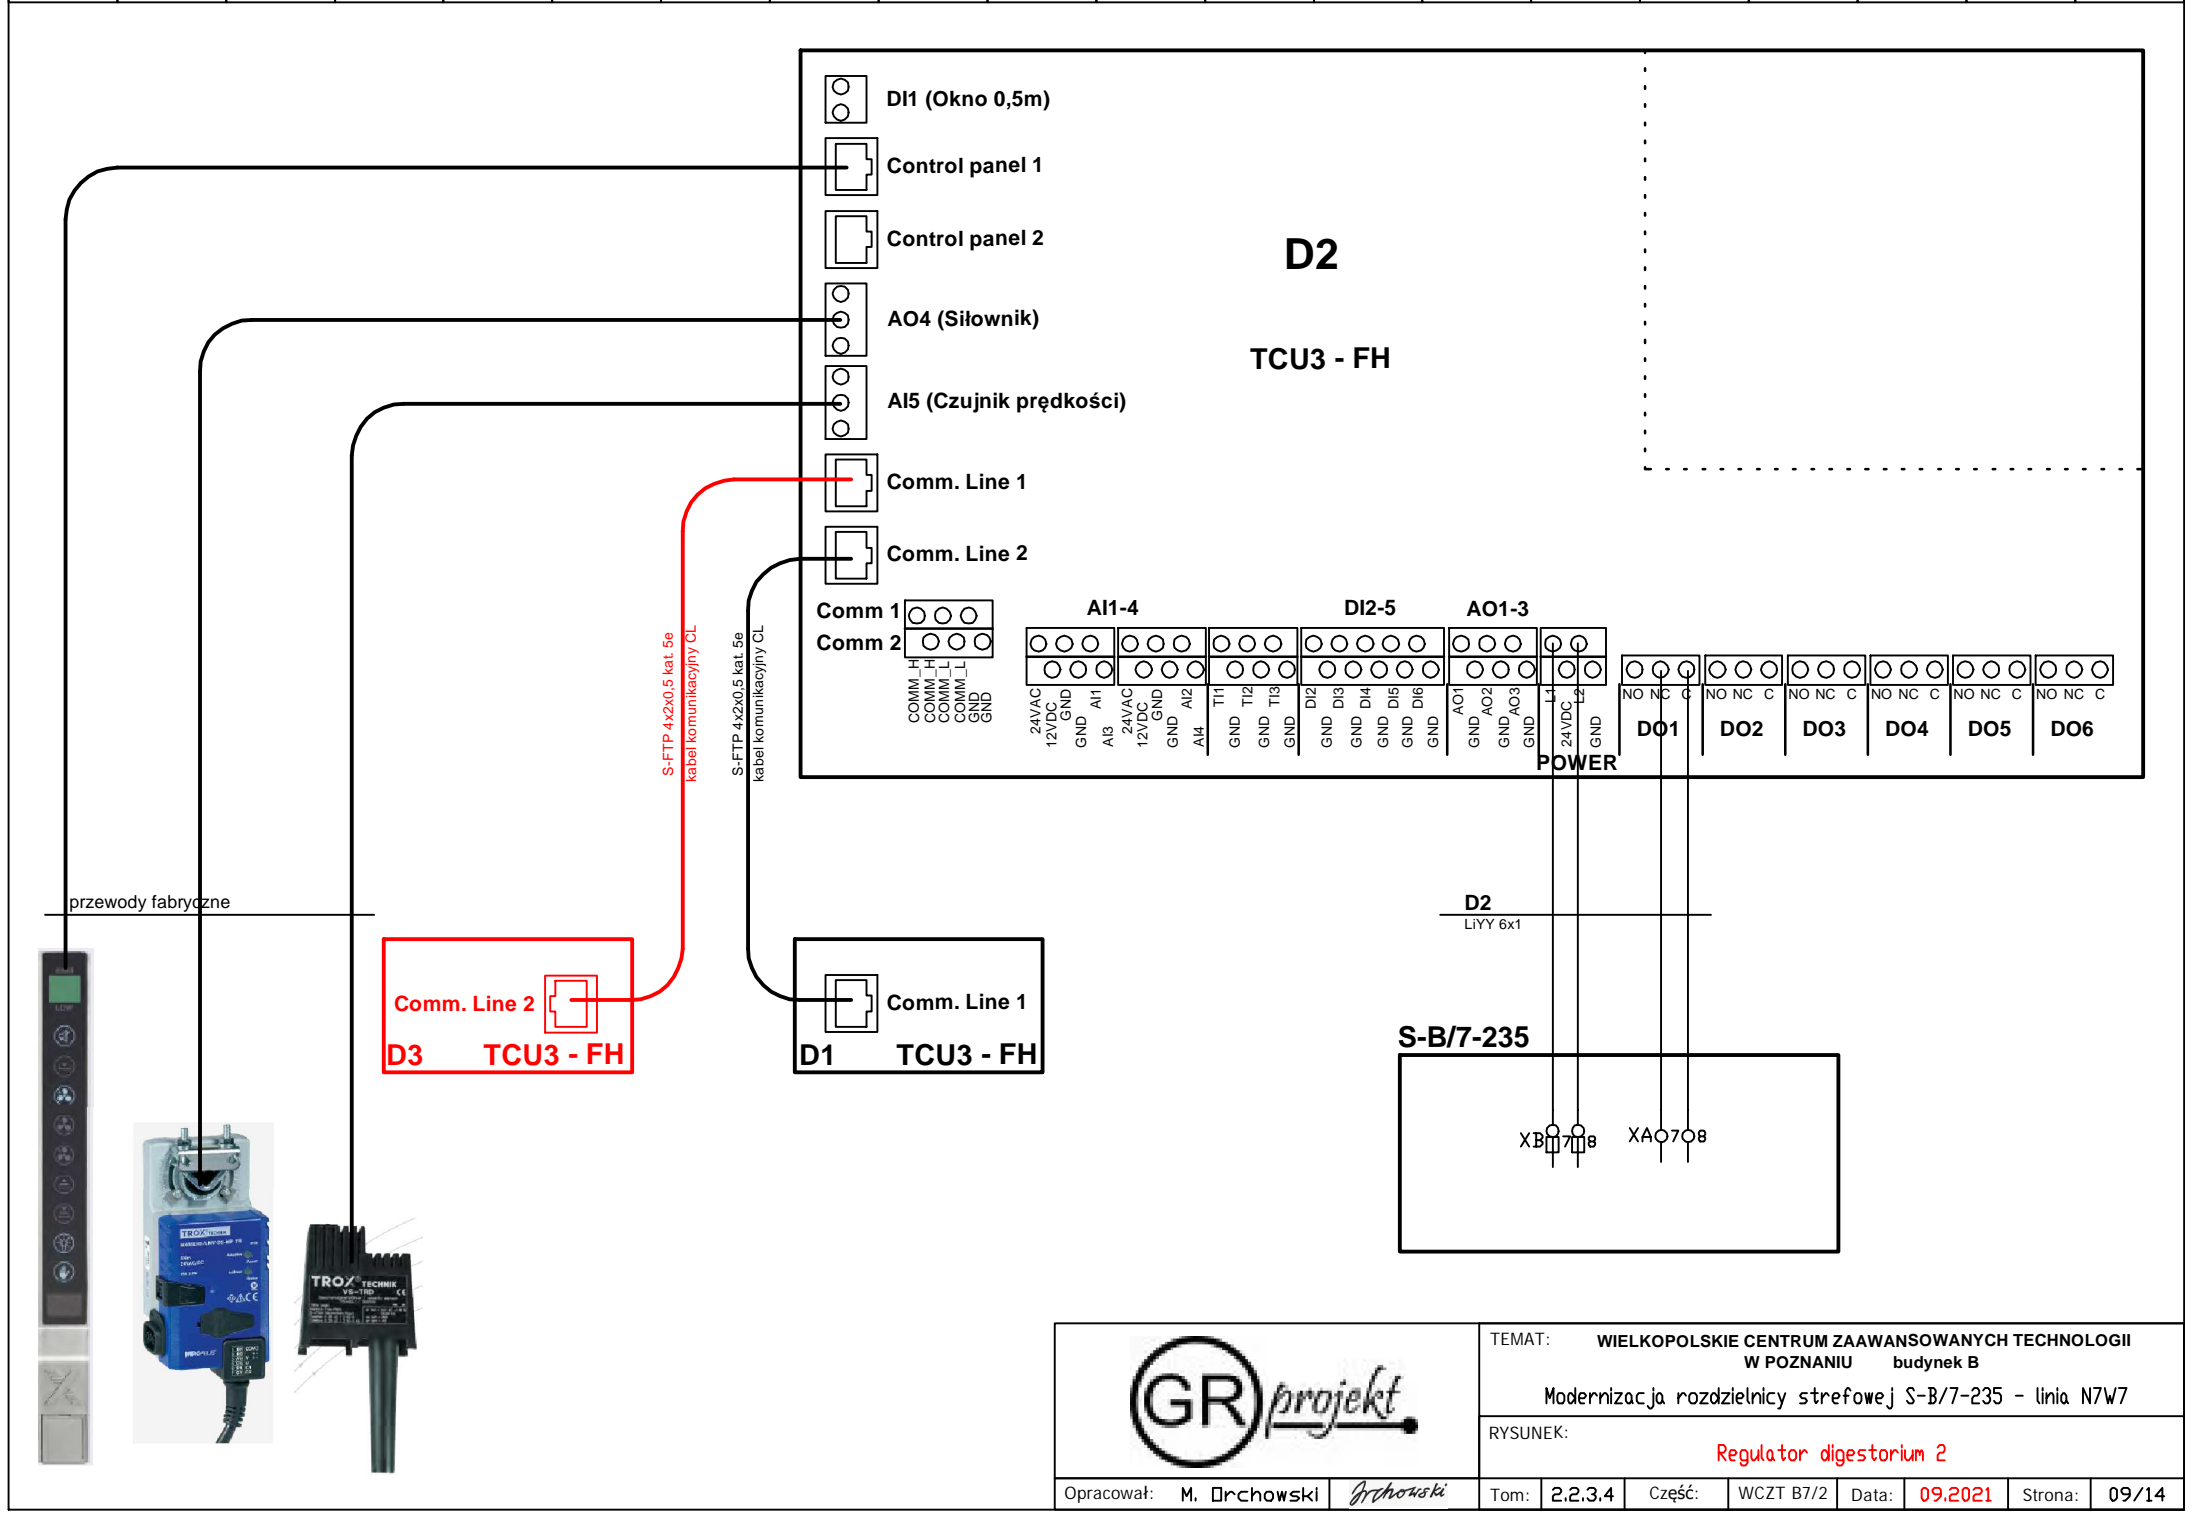 DI1 (Okno 0,5m)
Control panel 1
Control panel 2
AO4 (Siłownik)
AI5 (Czujnik prędkości)
Comm. Line 1
Comm. Line 2
D2
TCU3 - FH
Comm 1
Comm 2
COMM_H
COMM_H
COMM_L
COMM_L
GND
GND
AI1-4
DI2-5
AO1-3
24VAC
12VDC
GND
GND
AI1
AI3
24VAC
12VDC
GND
GND
AI2
AI4
TI1
GND
TI2
GND
TI3
GND
DI2
GND
DI3
GND
DI4
GND
DI5
GND
DI6
GND
AO1
GND
AO2
GND
AO3
GND
L1
24VDC
L2
GND
POWER
NO NC C
DO1
NO NC C
DO2
NO NC C
DO3
NO NC C
DO4
NO NC C
DO5
NO NC C
DO6
S-FTP 4x2x0,5 kat. 5e
kabel komunikacyjny CL
S-FTP 4x2x0,5 kat. 5e
kabel komunikacyjny CL
przewody fabryczne
D2
LiYY 6x1
Comm. Line 2
D3 TCU3 - FH
Comm. Line 1
D1 TCU3 - FH
S-B/7-235
XB 7 8
XA 7 8
TROX TECHNIK
TROX® TECHNIK
VS-TRD
GR projekt
TEMAT: WIELKOPOLSKIE CENTRUM ZAAWANSOWANYCH TECHNOLOGII
W POZNANIU budynek B
Modernizacja rozdzielnicy strefowej S-B/7-235 - linia N7W7
RYSUNEK:
Regulator digestorium 2
Opracował: M. Orchowski Orchowski
Tom: 2.2.3.4 Część: WCZT B7/2 Data: 09.2021 Strona: 09/14